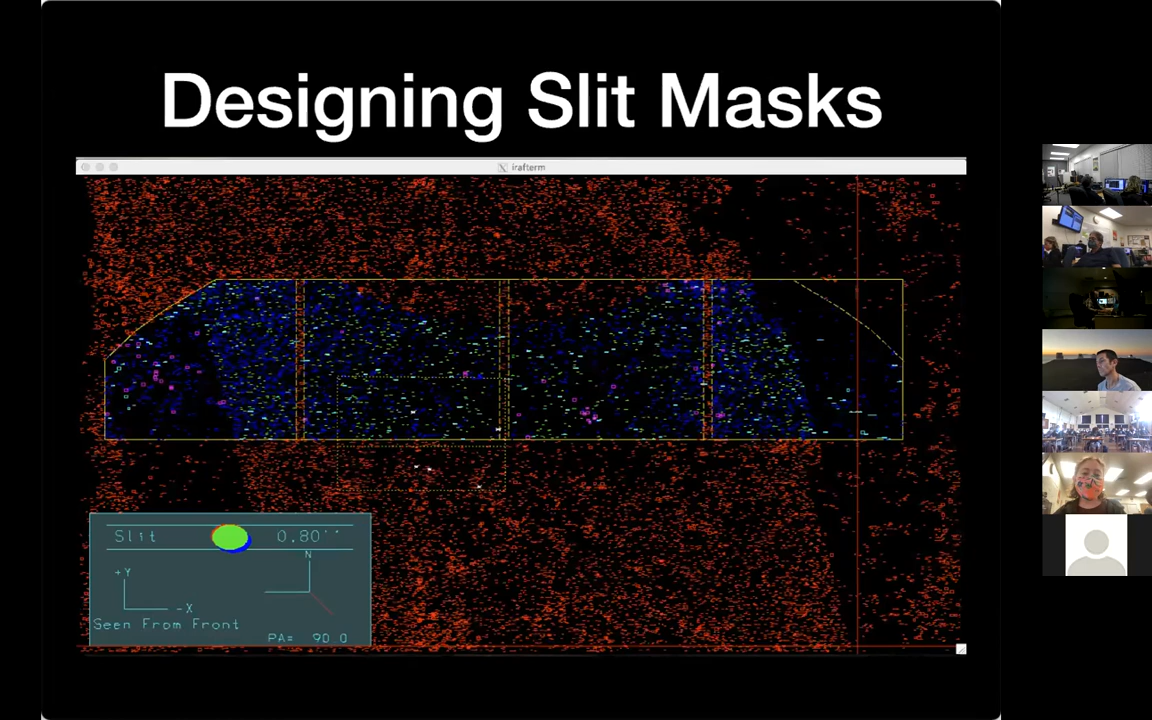 Designing Slit Masks
irafterm
Slit 0.80''
N
+Y
-X
Seen From Front
PA= 90.0